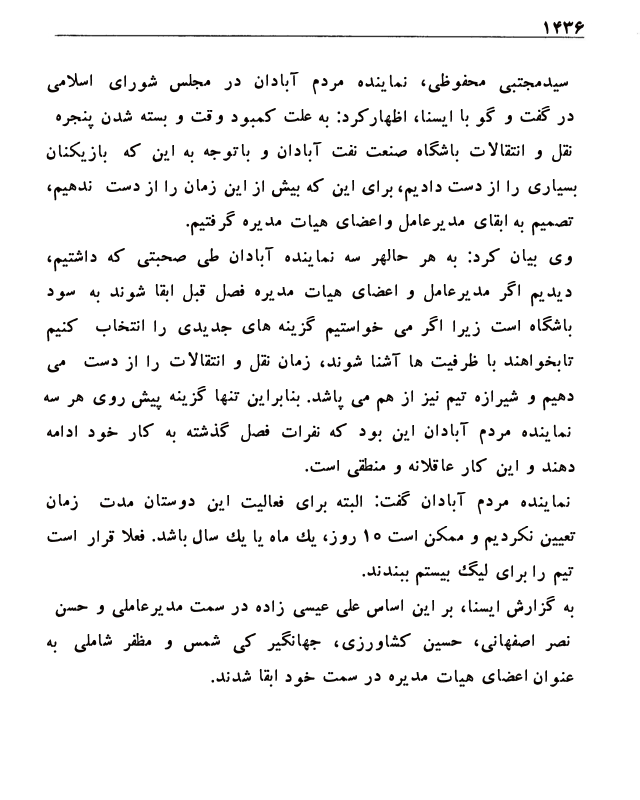 ۱۴۳۶
سیدمجتبی محفوظی، نماینده مردم آبادان در مجلس شورای اسلامی
در گفت و گو با ایسنا، اظهارکرد: به علت کمبود وقت و بسته شدن پنجره
نقل و انتقالات باشگاه صنعت نفت آبادان و باتوجه به این که بازیکنان
بسیاری را از دست دادیم، برای این که بیش از این زمان را از دست ندهیم،
تصمیم به ابقای مدیرعامل واعضای هیات مدیره گرفتیم.
وی بیان کرد: به هر حالهر سه نماینده آبادان طی صحبتی که داشتیم،
دیدیم اگر مدیرعامل و اعضای هیات مدیره فصل قبل ابقا شوند به سود
باشگاه است زیرا اگر می خواستیم گزینه های جدیدی را انتخاب کنیم
تابخواهند با ظرفیت ها آشنا شوند، زمان نقل و انتقالات را از دست می
دهیم و شیرازه تیم نیز از هم می پاشد. بنابراین تنها گزینه پیش روی هر سه
نماینده مردم آبادان این بود که نفرات فصل گذشته به کار خود ادامه
دهند و این کار عاقلانه و منطقی است.
نماینده مردم آبادان گفت: البته برای فعالیت این دوستان مدت زمان
تعیین نکردیم و ممکن است ۱۰ روز، یك ماه یا یك سال باشد. فعلا قرار است
تیم را برای لیگ بیستم ببندند.
به گزارش ایسنا، بر این اساس علی عیسی زاده در سمت مدیرعاملی و حسن
نصر اصفهانی، حسین کشاورزی، جهانگیر کی شمس و مظفر شاملی به
عنوان اعضای هیات مدیره در سمت خود ابقا شدند.